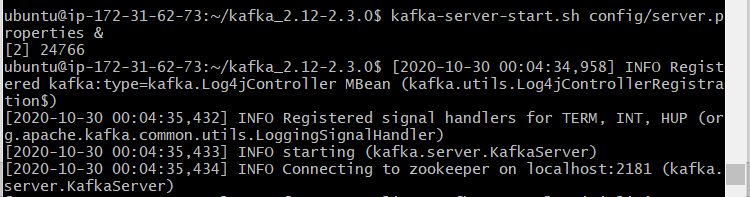 ubuntu@ip-172-31-62-73:~/kafka_2.12-2.3.0$ kafka-server-start.sh config/server.p
roperties &
[2] 24766
ubuntu@ip-172-31-62-73:~/kafka_2.12-2.3.0$ [2020-10-30 00:04:34,958] INFO Regist
ered kafka:type=kafka.Log4jController MBean (kafka.utils.Log4jControllerRegistra
tion$)
[2020-10-30 00:04:35,432] INFO Registered signal handlers for TERM, INT, HUP (or
g.apache.kafka.common.utils.LoggingSignalHandler)
[2020-10-30 00:04:35,433] INFO starting (kafka.server.KafkaServer)
[2020-10-30 00:04:35,434] INFO Connecting to zookeeper on localhost:2181 (kafka.
server.KafkaServer)